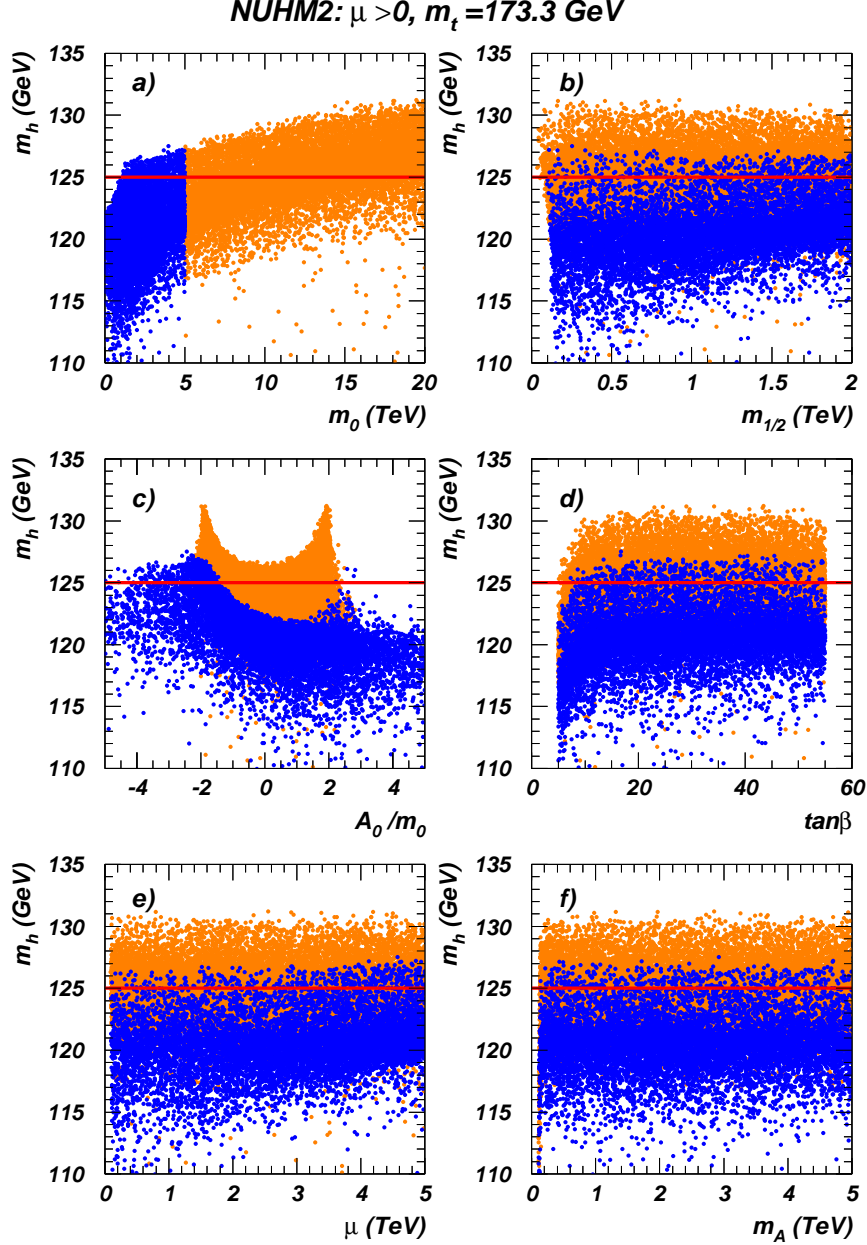 NUHM2: μ >0, m_t =173.3 GeV
a)
m_h (GeV)
135
130
125
120
115
110
0 5 10 15 20
m_0 (TeV)
b)
m_h (GeV)
135
130
125
120
115
110
0 0.5 1 1.5 2
m_1/2 (TeV)
c)
m_h (GeV)
135
130
125
120
115
110
-4 -2 0 2 4
A_0 /m_0
d)
m_h (GeV)
135
130
125
120
115
110
0 20 40 60
tanβ
e)
m_h (GeV)
135
130
125
120
115
110
0 1 2 3 4 5
μ (TeV)
f)
m_h (GeV)
135
130
125
120
115
110
0 1 2 3 4 5
m_A (TeV)